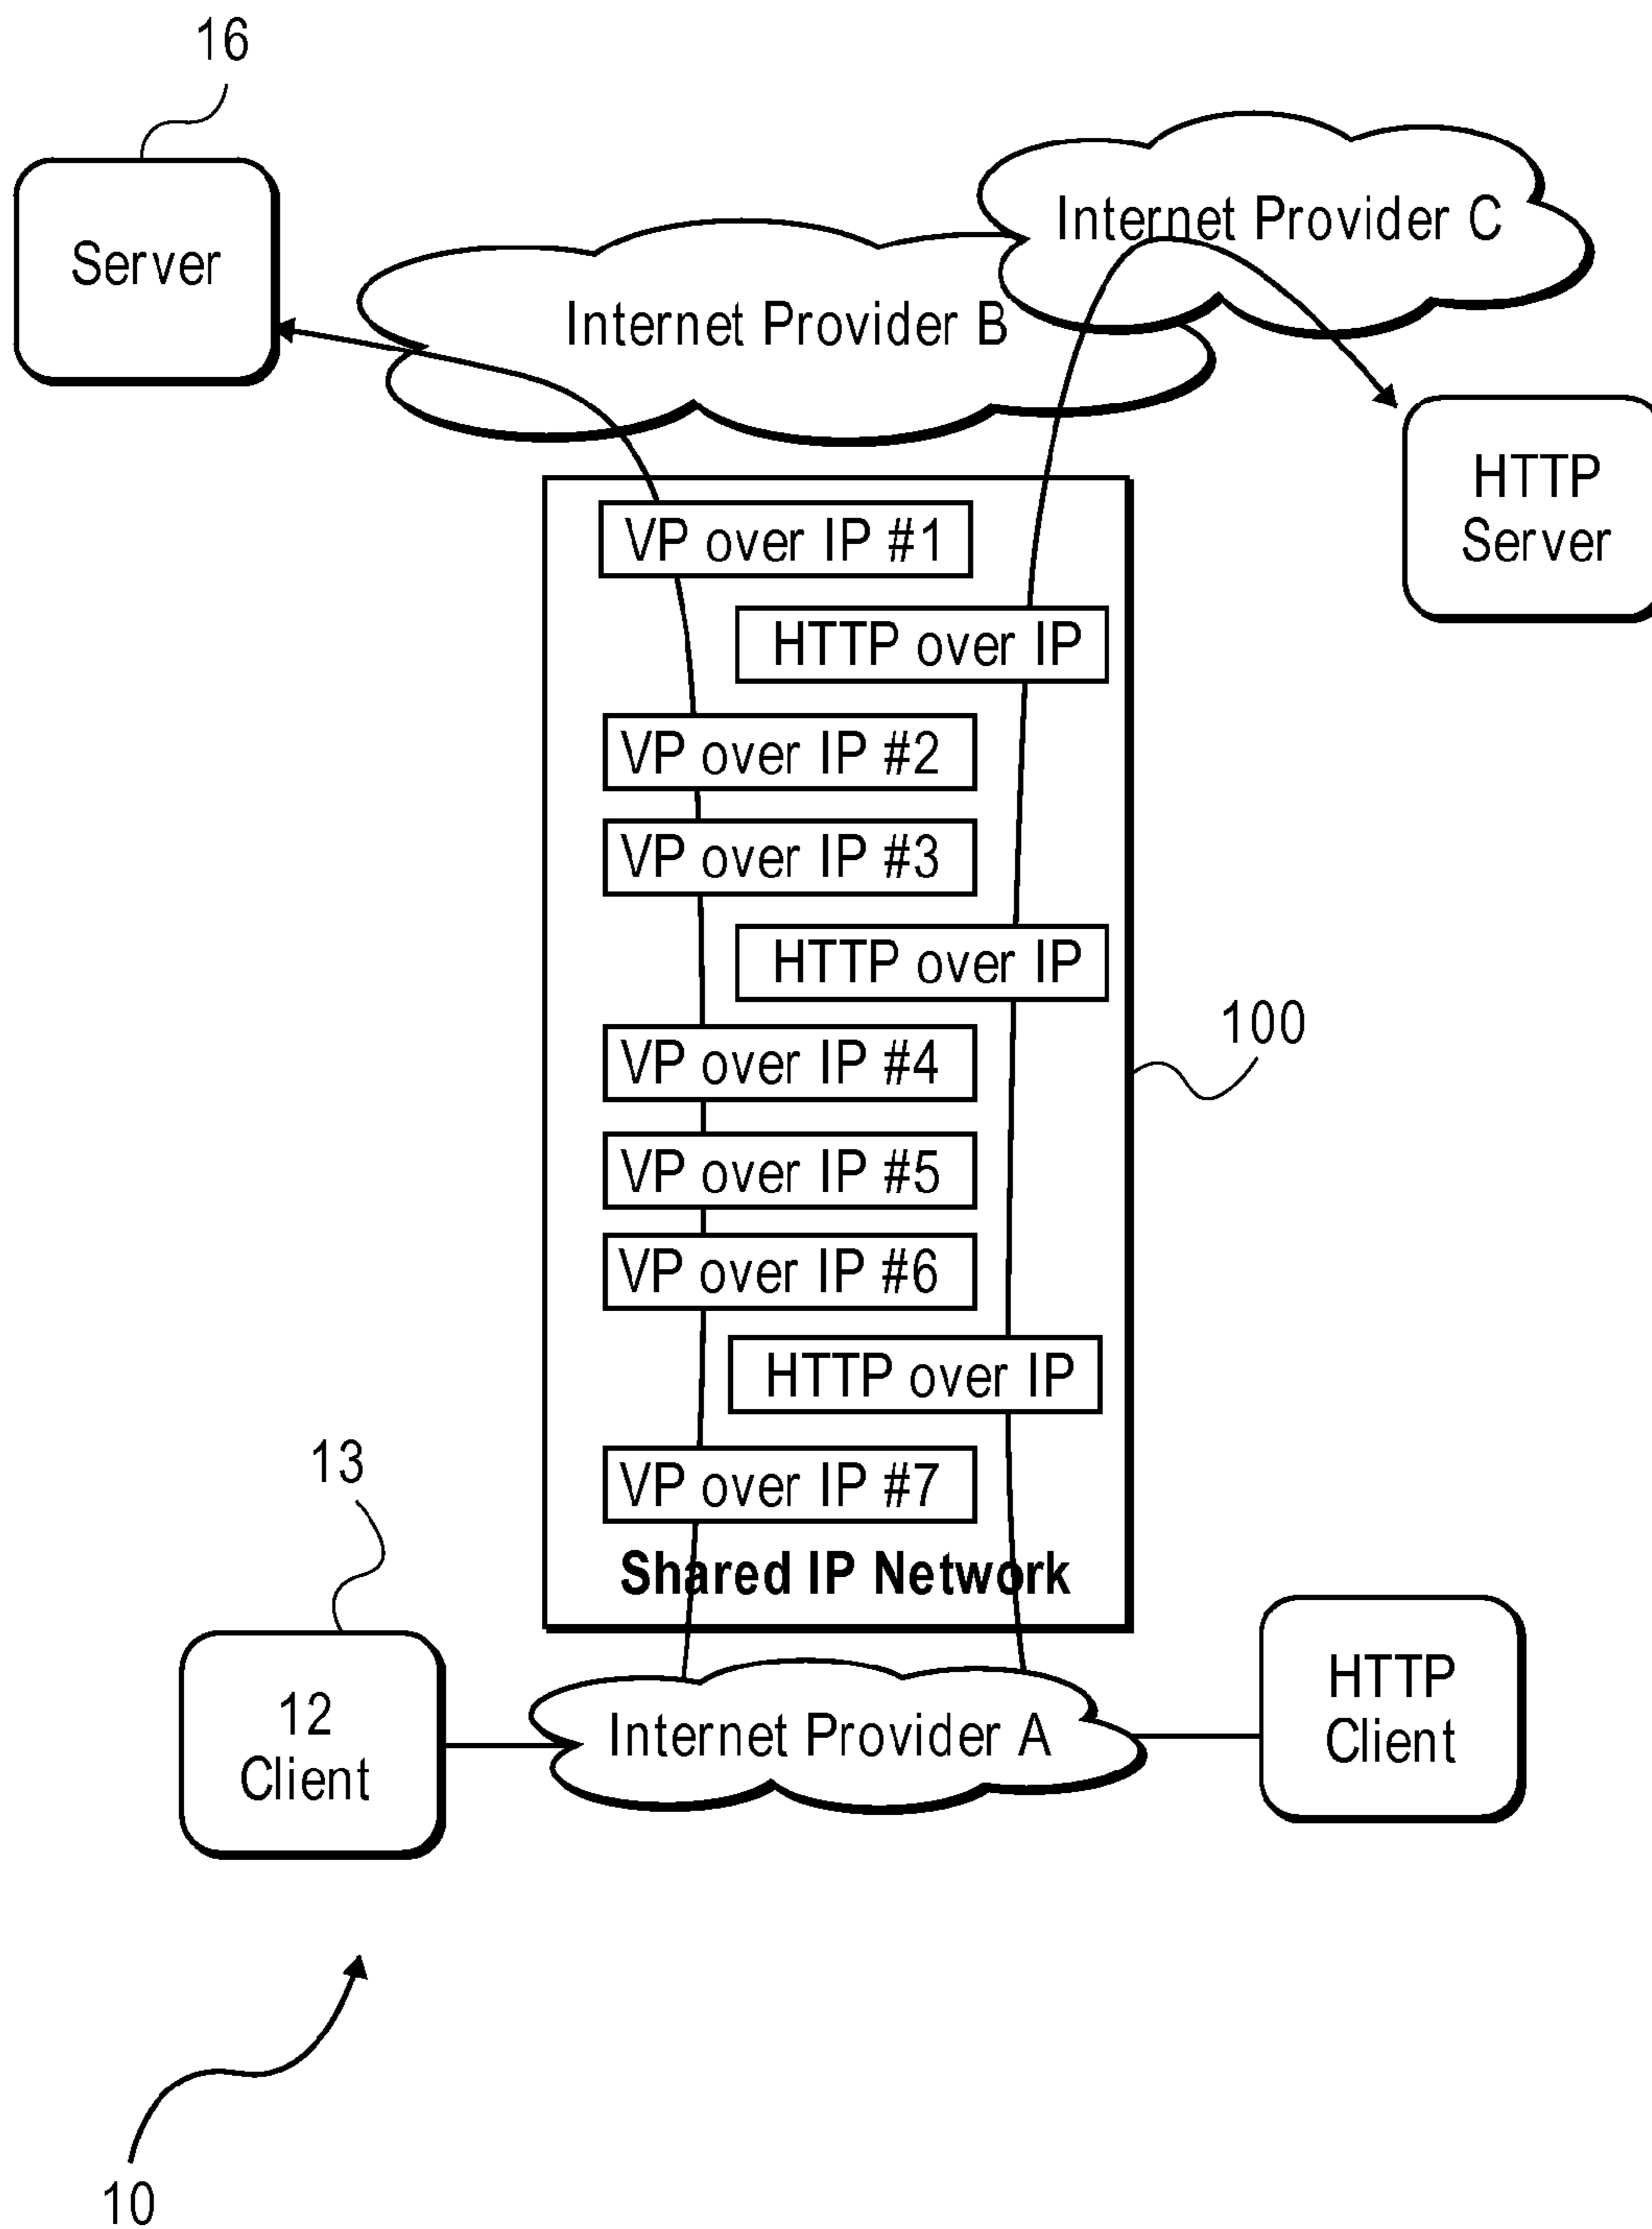 16
Server
Internet Provider C
Internet Provider B
HTTP
Server
VP over IP #1
HTTP over IP
VP over IP #2
VP over IP #3
HTTP over IP
100
VP over IP #4
VP over IP #5
VP over IP #6
HTTP over IP
13
VP over IP #7
Shared IP Network
12
Client
Internet Provider A
HTTP
Client
10